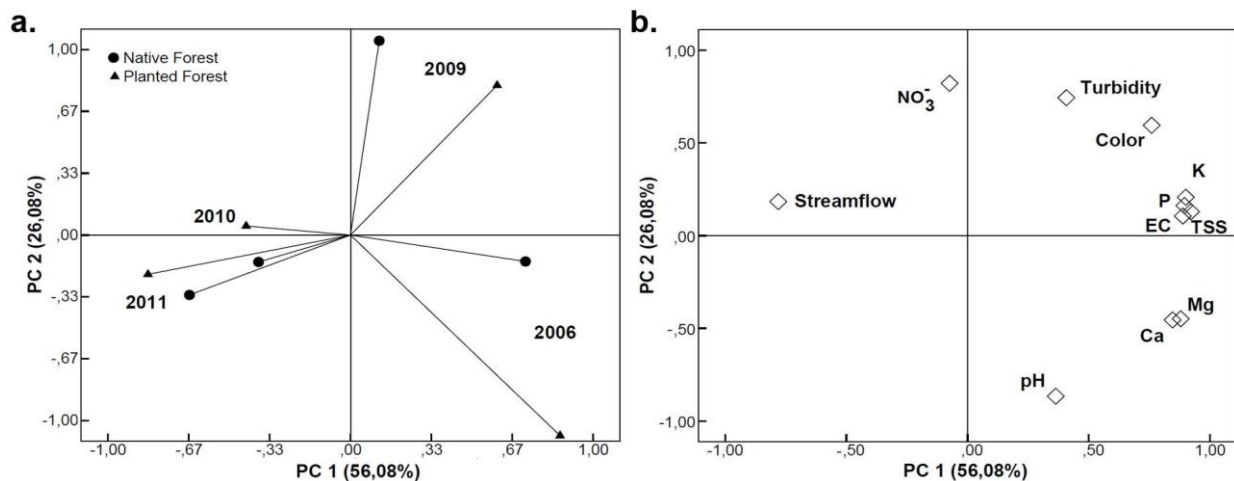 a.
1,00
,67
,33
,00
-,33
-,67
-1,00
PC 2 (26,08%)
Native Forest
Planted Forest
2009
2010
2011
2006
-1,00 -,67 -,33 ,00 ,33 ,67 1,00
PC 1 (56,08%)
b.
1,00
,50
,00
-,50
-1,00
PC 2 (26,08%)
NO3-
Turbidity
Color
K
P
EC TSS
Streamflow
Mg
Ca
pH
-1,00 -,50 ,00 ,50 1,00
PC 1 (56,08%)